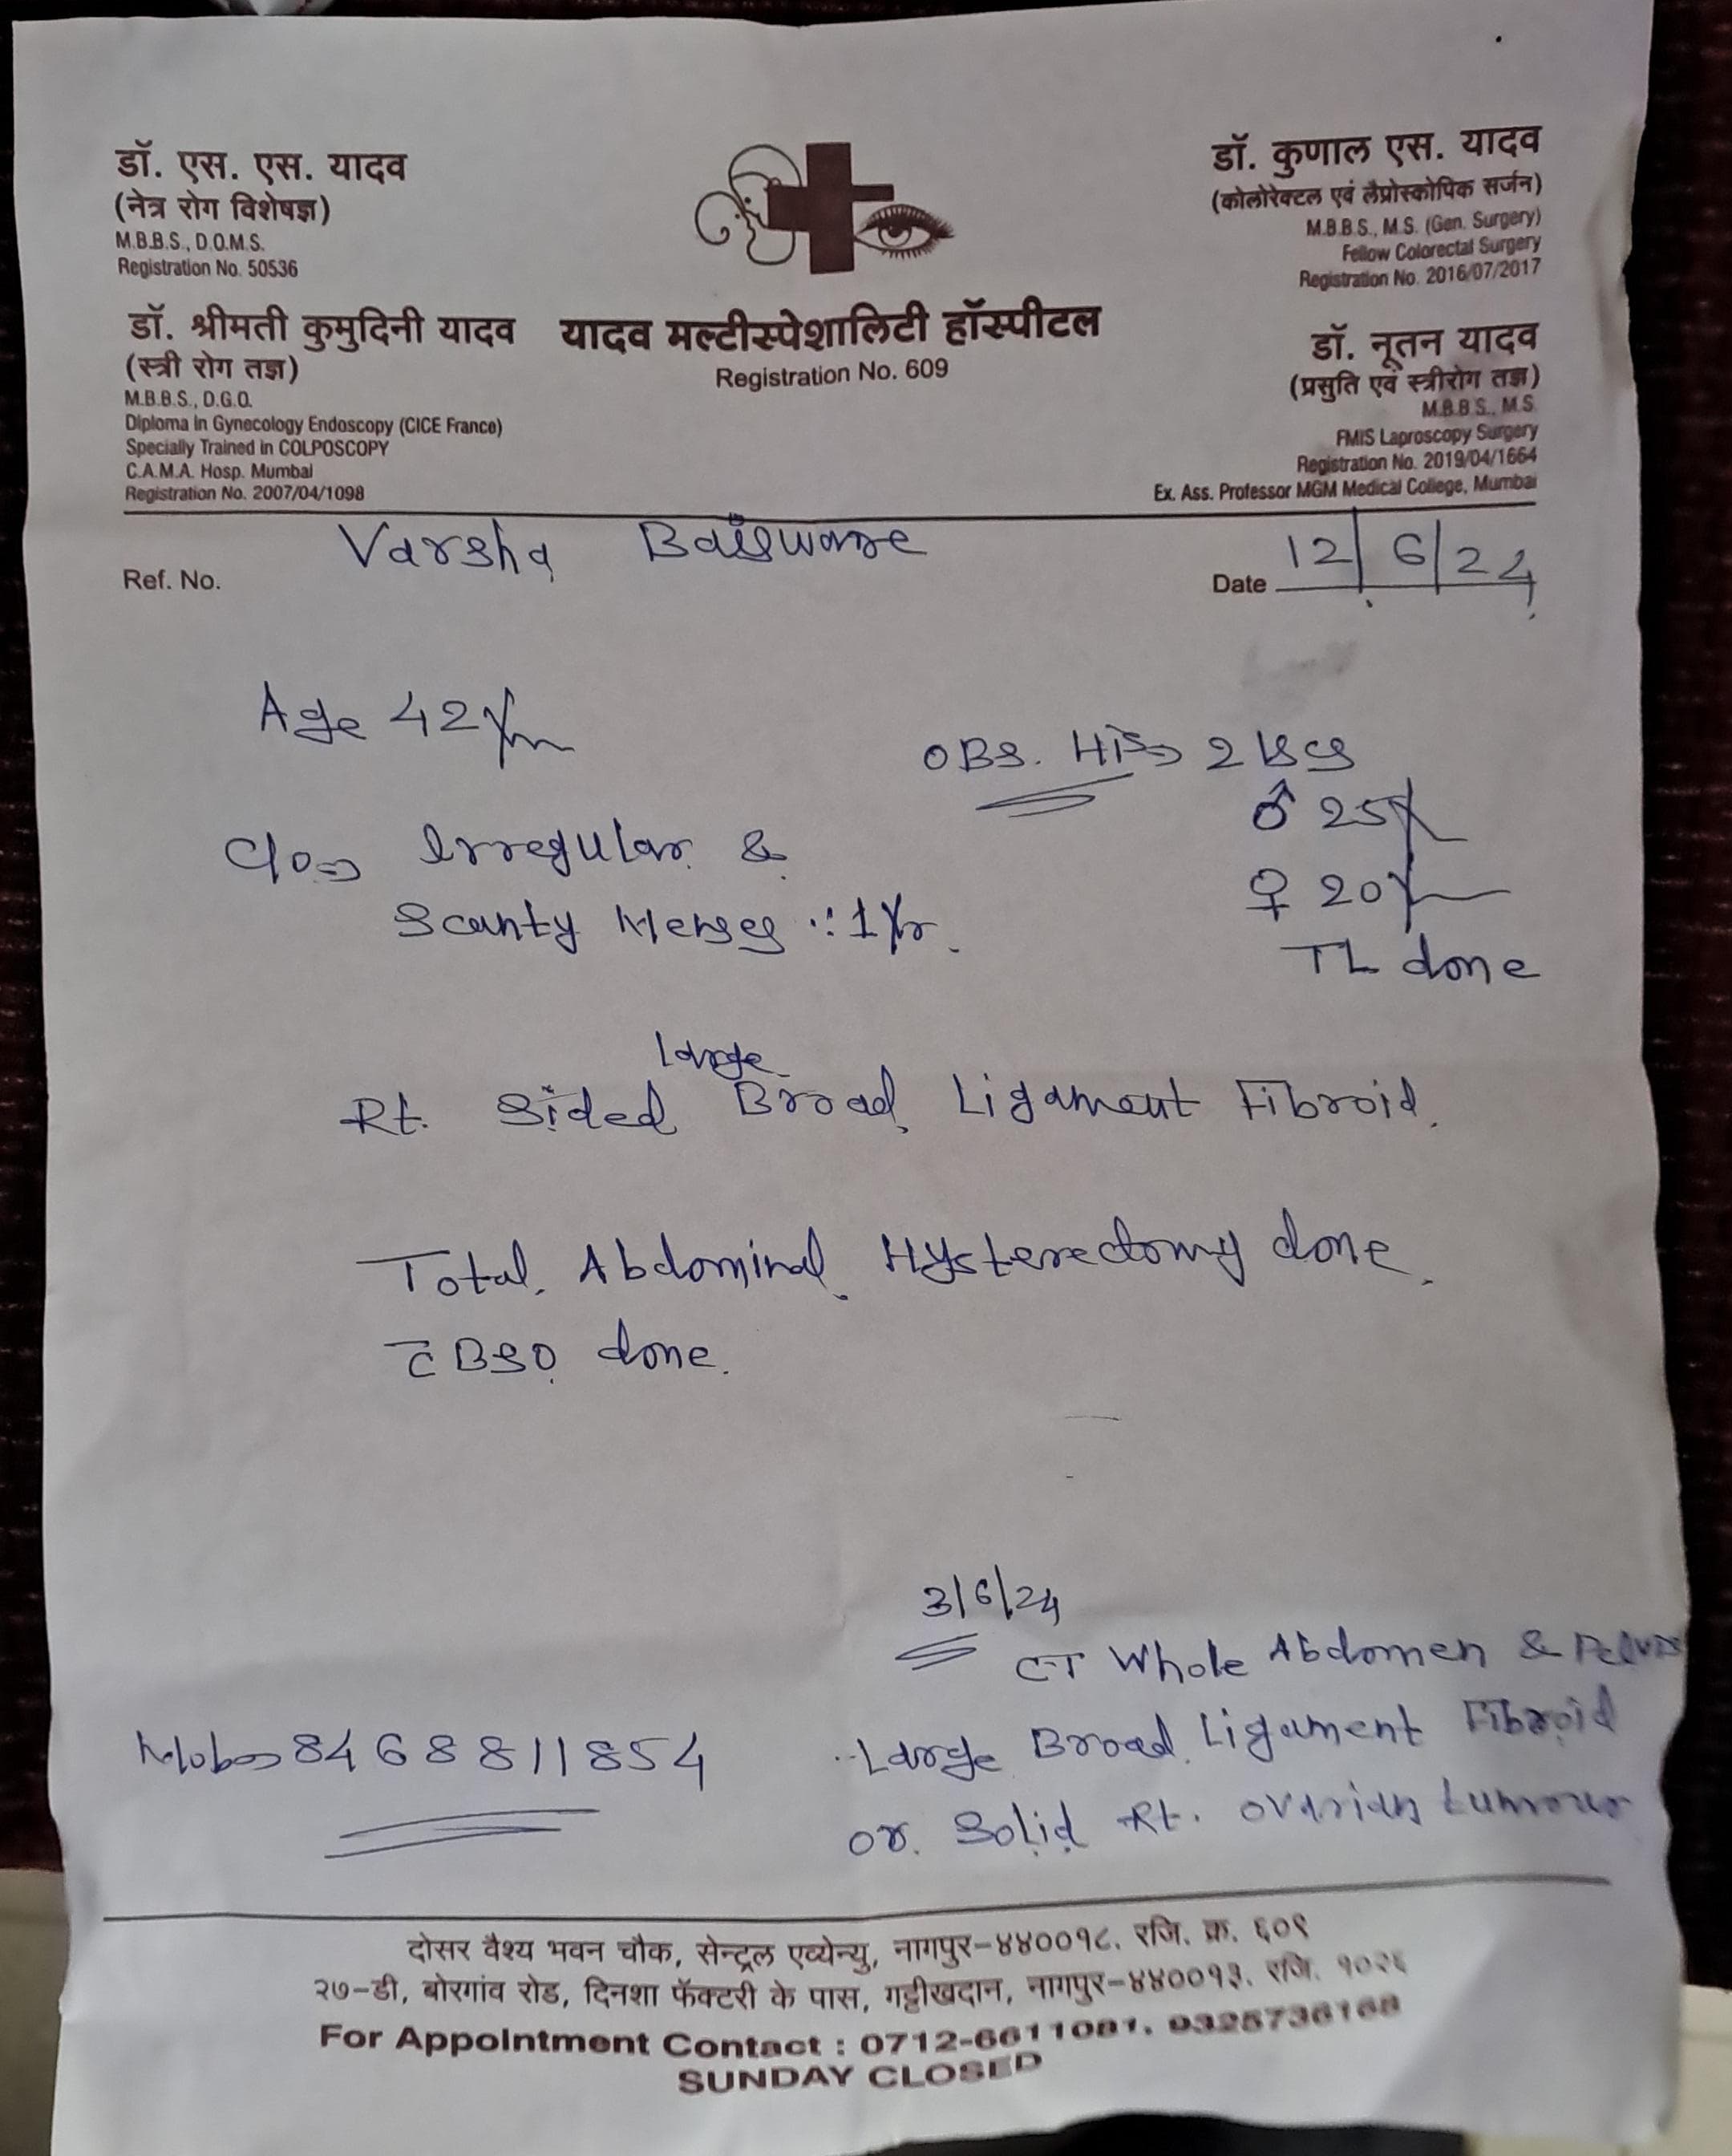 डॉ. एस. एस. यादव
(नेत्र रोग विशेषज्ञ)
M.B.B.S., D.O.M.S.
Registration No. 50536
डॉ. श्रीमती कुमुदिनी यादव
(स्त्री रोग तज्ञ)
M.B.B.S., D.G.O.
Diploma in Gynecology Endoscopy (CICE France)
Specially Trained in COLPOSCOPY
C.A.M.A. Hosp. Mumbai
Registration No. 2007/04/1098
यादव मल्टीस्पेशालिटी हॉस्पीटल
Registration No. 609
डॉ. कुणाल एस. यादव
(कोलोरेक्टल एवं लैप्रोस्कोपिक सर्जन)
M.B.B.S., M.S. (Gen. Surgery)
Fellow Colorectal Surgery
Registration No. 2016/07/2017
डॉ. नूतन यादव
(प्रसुति एवं स्त्रीरोग तज्ञ)
M.B.B.S., M.S.
FMIS Laproscopy Surgery
Registration No. 2019/04/1664
Ex. Ass. Professor MGM Medical College, Mumbai
Varsha
Ref. No.
Date 12/6/24
Age 42 Yrs
OBS. His 2 LSCS
♂ 25 Y
♀ 20 Y
TL done
C/o Irregular &
Scanty Menses ∵ 1 Yr.
large
Rt. Sided Broad Ligament Fibroid.
Total Abdominal Hysterectomy done.
c̄ BSO done.
3/6/24
CT Whole Abdomen & Pelvis
Large Broad Ligament Fibroid
or Solid Rt. ovarian tumour
Mob 8468811854
दोसर वैश्य भवन चौक, सेन्ट्रल एव्येन्यु, नागपुर-४४००१८. रजि. क्र. ६०९
२७-डी, बोरगांव रोड, दिनशा फॅक्टरी के पास, गट्टीखदान, नागपुर-४४००१३. रजि. १०२६
For Appointment Contact : 0712-6611081, 9325736168
SUNDAY CLOSED